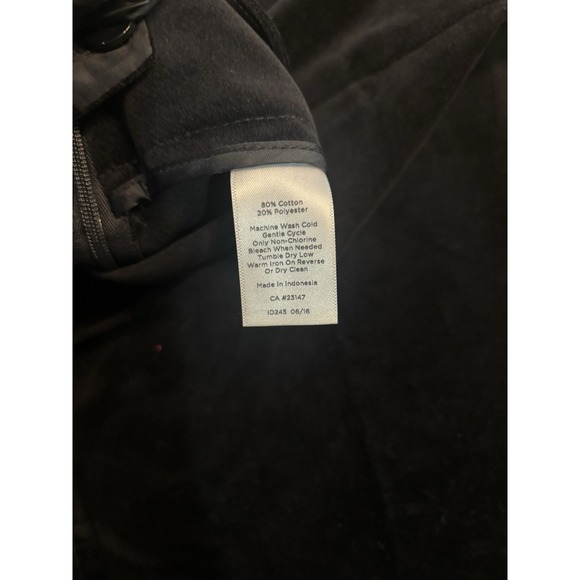 80% Cotton
20% Polyester
Machine Wash Cold
Gentle Cycle
Only Non-Chlorine
Bleach When Needed
Tumble Dry Low
Warm Iron On Reverse
Or Dry Clean
Made In Indonesia
CA #23147
ID245 06/16